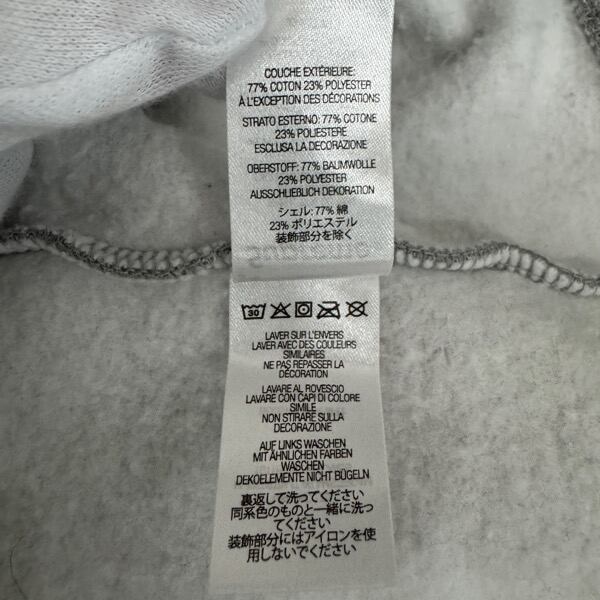 COUCHE EXTÉRIEURE:
77% COTON 23% POLYESTER
À L'EXCEPTION DES DÉCORATIONS
STRATO ESTERNO: 77% COTONE
23% POLIESTERE
ESCLUSA LA DECORAZIONE
OBERSTOFF: 77% BAUMWOLLE
23% POLYESTER
AUSSCHLIEBLICH DEKORATION
シェル: 77% 綿
23% ポリエステル
装飾部分を除く
30
LAVER SUR L'ENVERS
LAVER AVEC DES COULEURS
SIMILAIRES
NE PAS REPASSER LA
DÉCORATION
LAVARE AL ROVESCIO
LAVARE CON CAPI DI COLORE
SIMILE
NON STIRARE SULLA
DECORAZIONE
AUF LINKS WASCHEN
MIT ÄHNLICHEN FARBEN
WASCHEN
DEKOELEMENTE NICHT BÜGELN
裏返して洗ってください
同系色のものと一緒に洗っ
てください
装飾部分にはアイロンを使
用しないでください